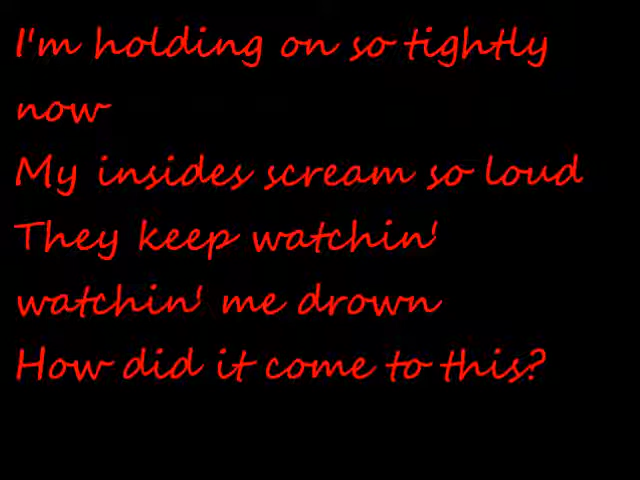 I'm holding on so tightly
now
My insides scream so loud
They keep watchin'
watchin' me drown
How did it come to this?